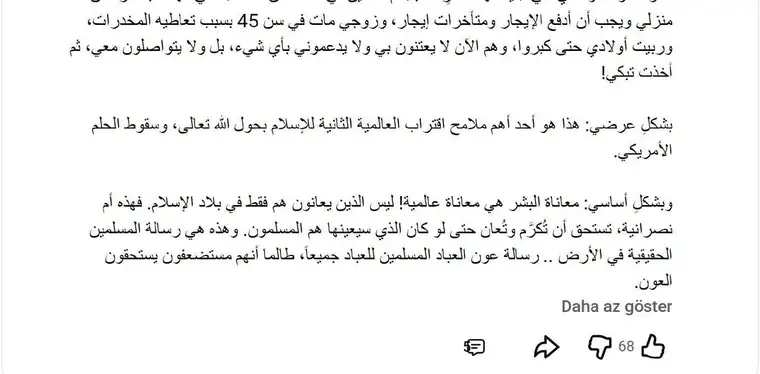 منزلي ويجب أن أدفع الإيجار ومتأخرات إيجار، وزوجي مات في سن 45 بسبب تعاطيه المخدرات،
وربيت أولادي حتى كبروا، وهم الآن لا يعتنون بي ولا يدعموني بأي شيء، بل ولا يتواصلون معي، ثم
أخذت تبكي!
بشكلٍ عرضي: هذا هو أحد أهم ملامح اقتراب العالمية الثانية للإسلام بحول الله تعالى، وسقوط الحلم
الأمريكي.
وبشكلٍ أساسي: معاناة البشر هي معاناة عالمية! ليس الذين يعانون هم فقط في بلاد الإسلام. فهذه أم
نصرانية، تستحق أن تُكرَّم وتُعان حتى لو كان الذي سيعينها هم المسلمون. وهذه هي رسالة المسلمين
الحقيقية في الأرض .. رسالة عون العباد المسلمين للعباد جميعاً، طالما أنهم مستضعفون يستحقون
العون.
Daha az göster
68
5